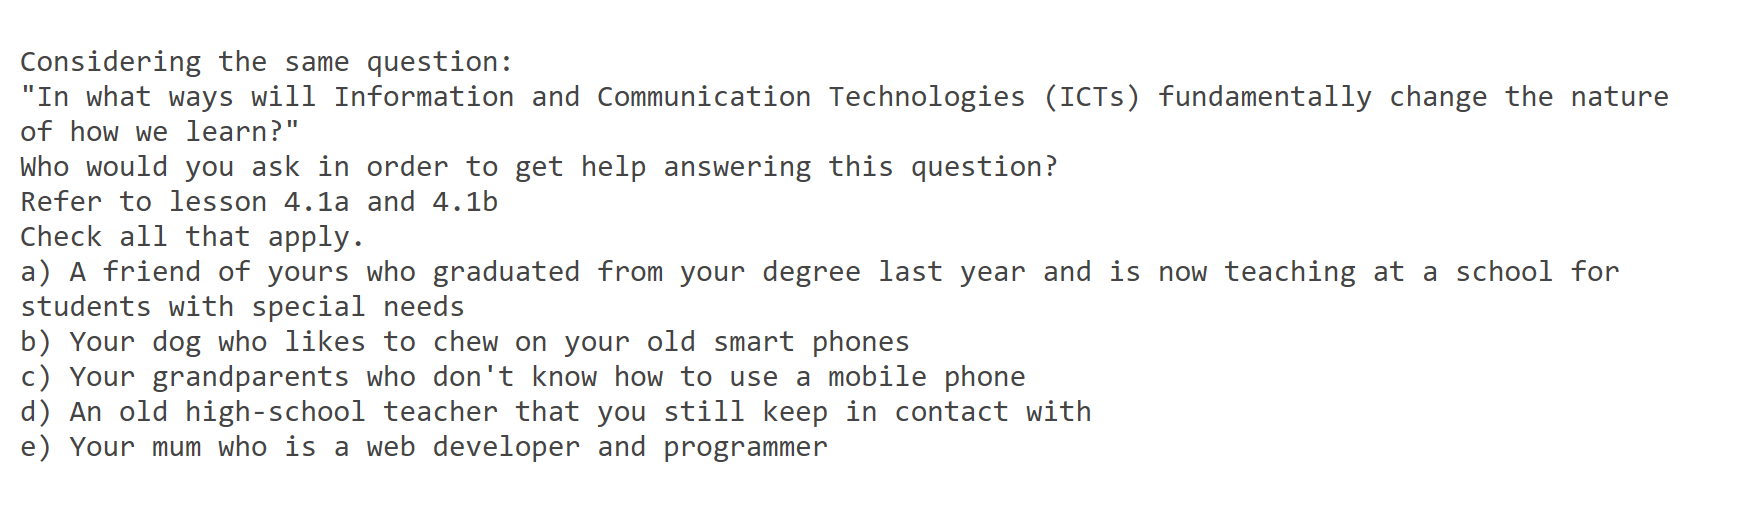 Considering the same question:
"In what ways will Information and Communication Technologies (ICTs) fundamentally change the nature
of how we learn?"
Who would you ask in order to get help answering this question?
Refer to lesson 4.1a and 4.1b
Check all that apply.
a) A friend of yours who graduated from your degree last year and is now teaching at a school for
students with special needs
b) Your dog who likes to chew on your old smart phones
c) Your grandparents who don't know how to use a mobile phone
d) An old high-school teacher that you still keep in contact with
e) Your mum who is a web developer and programmer